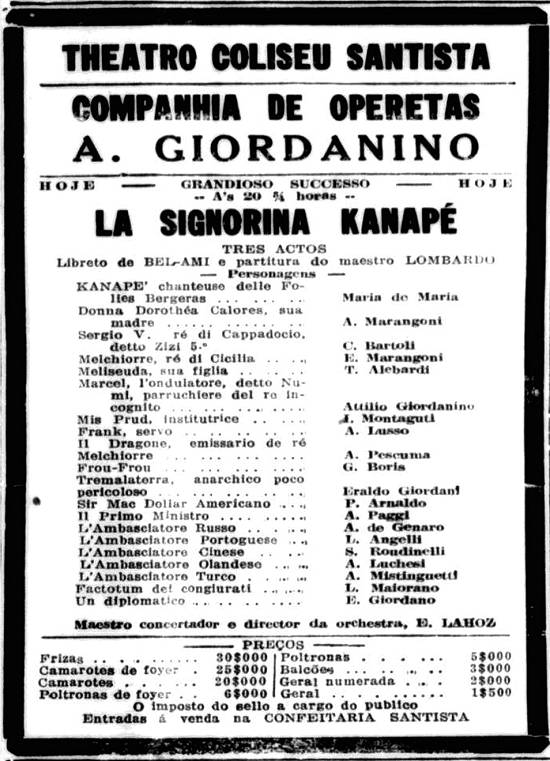 THEATRO COLISEU SANTISTA
COMPANHIA DE OPERETAS
A. GIORDANINO
HOJE — GRANDIOSO SUCCESSO — HOJE
-- A's 20 ¾ horas --
LA SIGNORINA KANAPÉ
TRES ACTOS
Libreto de BEL-AMI e partitura do maestro LOMBARDO
— Personagens —
KANAPE' chanteuse delle Fo-
lies Bergeras ... ... ... Maria de Maria
Donna Dorothéa Calores, sua
madre ... ... ... ... A. Marangoni
Sergio V. ré di Cappadocio,
detto Zizi 5.º C. Bartoli
Melchiorre, ré di Cicilia ... ... E. Marangoni
Meliseuda, sua figlia ... ... T. Alebardi
Marcel, l'ondulatore, detto Nu-
mi, parruchiere del re in-
cognito ... ... ... ... Attilio Giordanino
Mis Prud, institutrice ... ... J. Montaguti
Frank, servo ... ... ... ... A. Lusso
Il Dragone, emissario de ré
Melchiorre ... ... ... ... A. Pescuma
Frou-Frou ... ... ... ... G. Boris
Tremalaterra, anarchico poco
pericoloso ... ... ... ... Eraldo Giordani
Sir Mac Dollar Americano ... ... P. Arnaldo
Il Primo Ministro ... ... ... A. Paggi
L'Ambasciatore Russo ... ... A. de Genaro
L'Ambasciatore Portoguese ... L. Angelli
L'Ambasciatore Cinese ... ... S. Roudinelli
L'Ambasciatore Olandese ... ... A. Luchesi
L'Ambasciatore Turco ... ... A. Mistinguetti
Factotum dei congiurati ... ... L. Maiorano
Un diplomatico ... ... ... E. Giordano
Maestro concertador e director da orchestra, E. LAHOZ
— PREÇOS —
Frizas ... ... ... 30$000 Poltronas ... ... ... 5$000
Camarotes de foyer . 25$000 Balcões ... ... ... 3$000
Camarotes ... ... 20$000 Geral numerada ... ... 2$000
Poltronas de foyer . 6$000 Geral ... ... ... 1$500
O imposto do sello a cargo do publico
Entradas á venda na CONFEITARIA SANTISTA